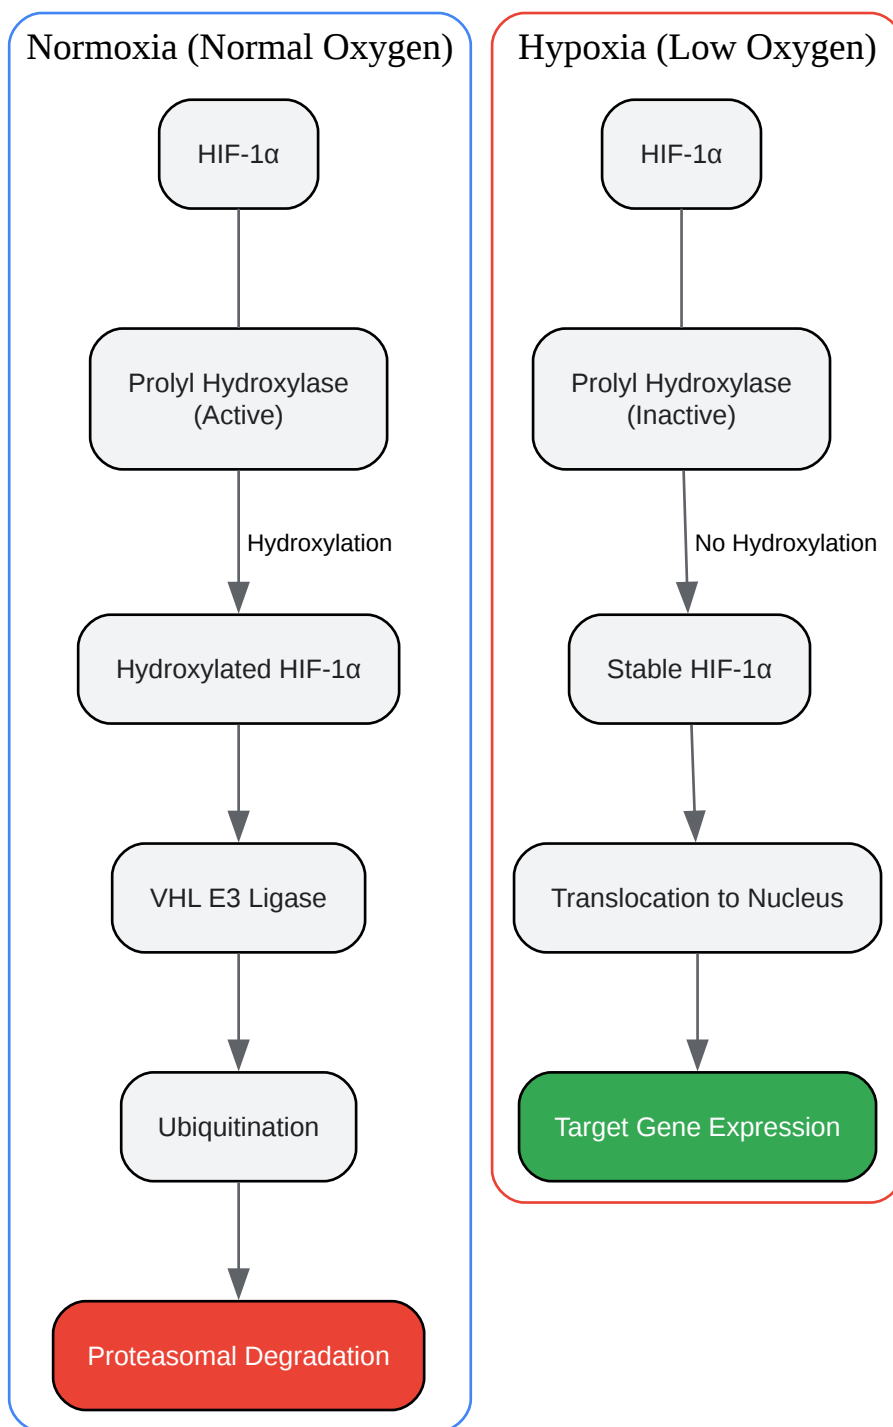 Normoxia (Normal Oxygen)
HIF-1α
Prolyl Hydroxylase
(Active)
Hydroxylation
Hydroxylated HIF-1α
VHL E3 Ligase
Ubiquitination
Proteasomal Degradation
Hypoxia (Low Oxygen)
HIF-1α
Prolyl Hydroxylase
(Inactive)
No Hydroxylation
Stable HIF-1α
Translocation to Nucleus
Target Gene Expression